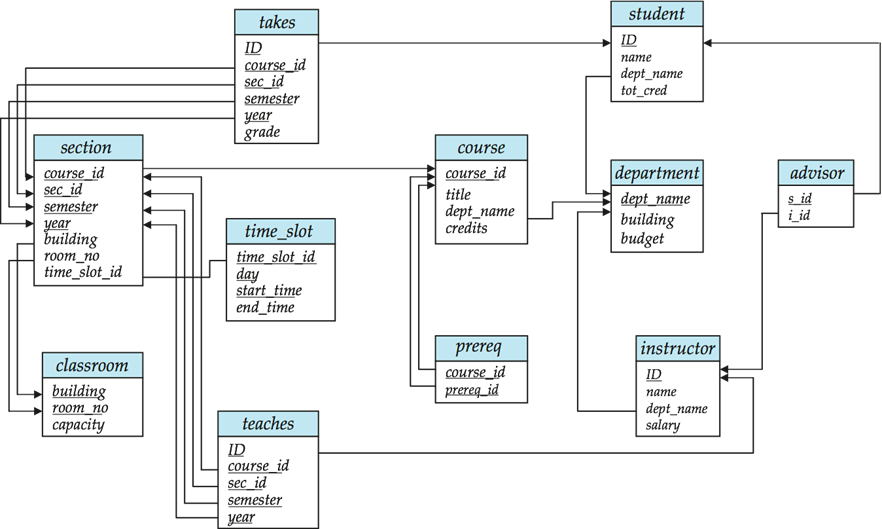 takes
ID
course_id
sec_id
semester
year
grade
student
ID
name
dept_name
tot_cred
section
course_id
sec_id
semester
year
building
room_no
time_slot_id
course
course_id
title
dept_name
credits
department
dept_name
building
budget
advisor
s_id
i_id
time_slot
time_slot_id
day
start_time
end_time
prereq
course_id
prereq_id
instructor
ID
name
dept_name
salary
classroom
building
room_no
capacity
teaches
ID
course_id
sec_id
semester
year